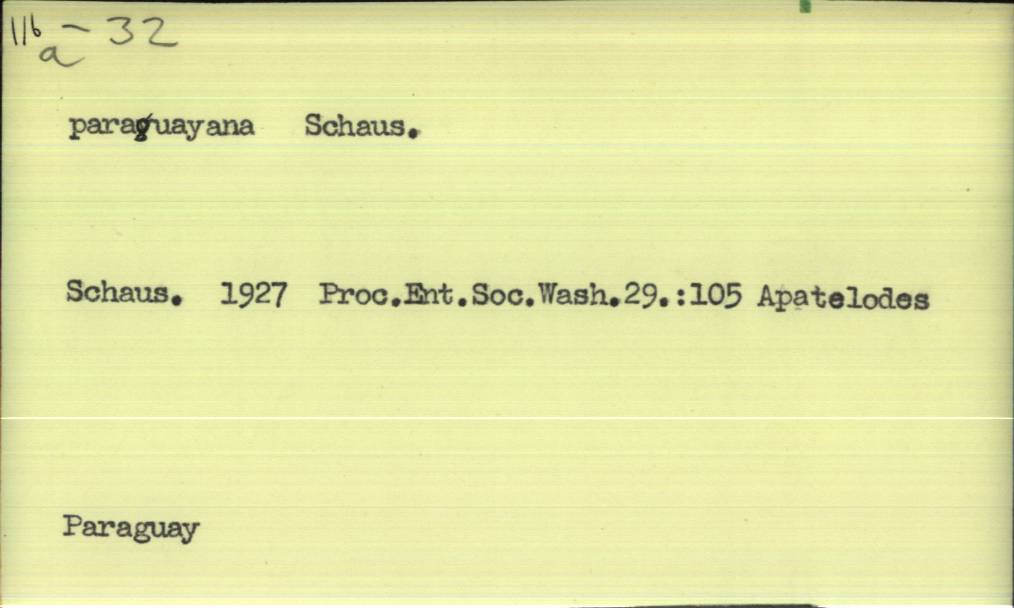 116 - 32
a
paraguayana Schaus.
Schaus. 1927 Proc.Ent.Soc.Wash.29.:105 Apatelodes
Paraguay